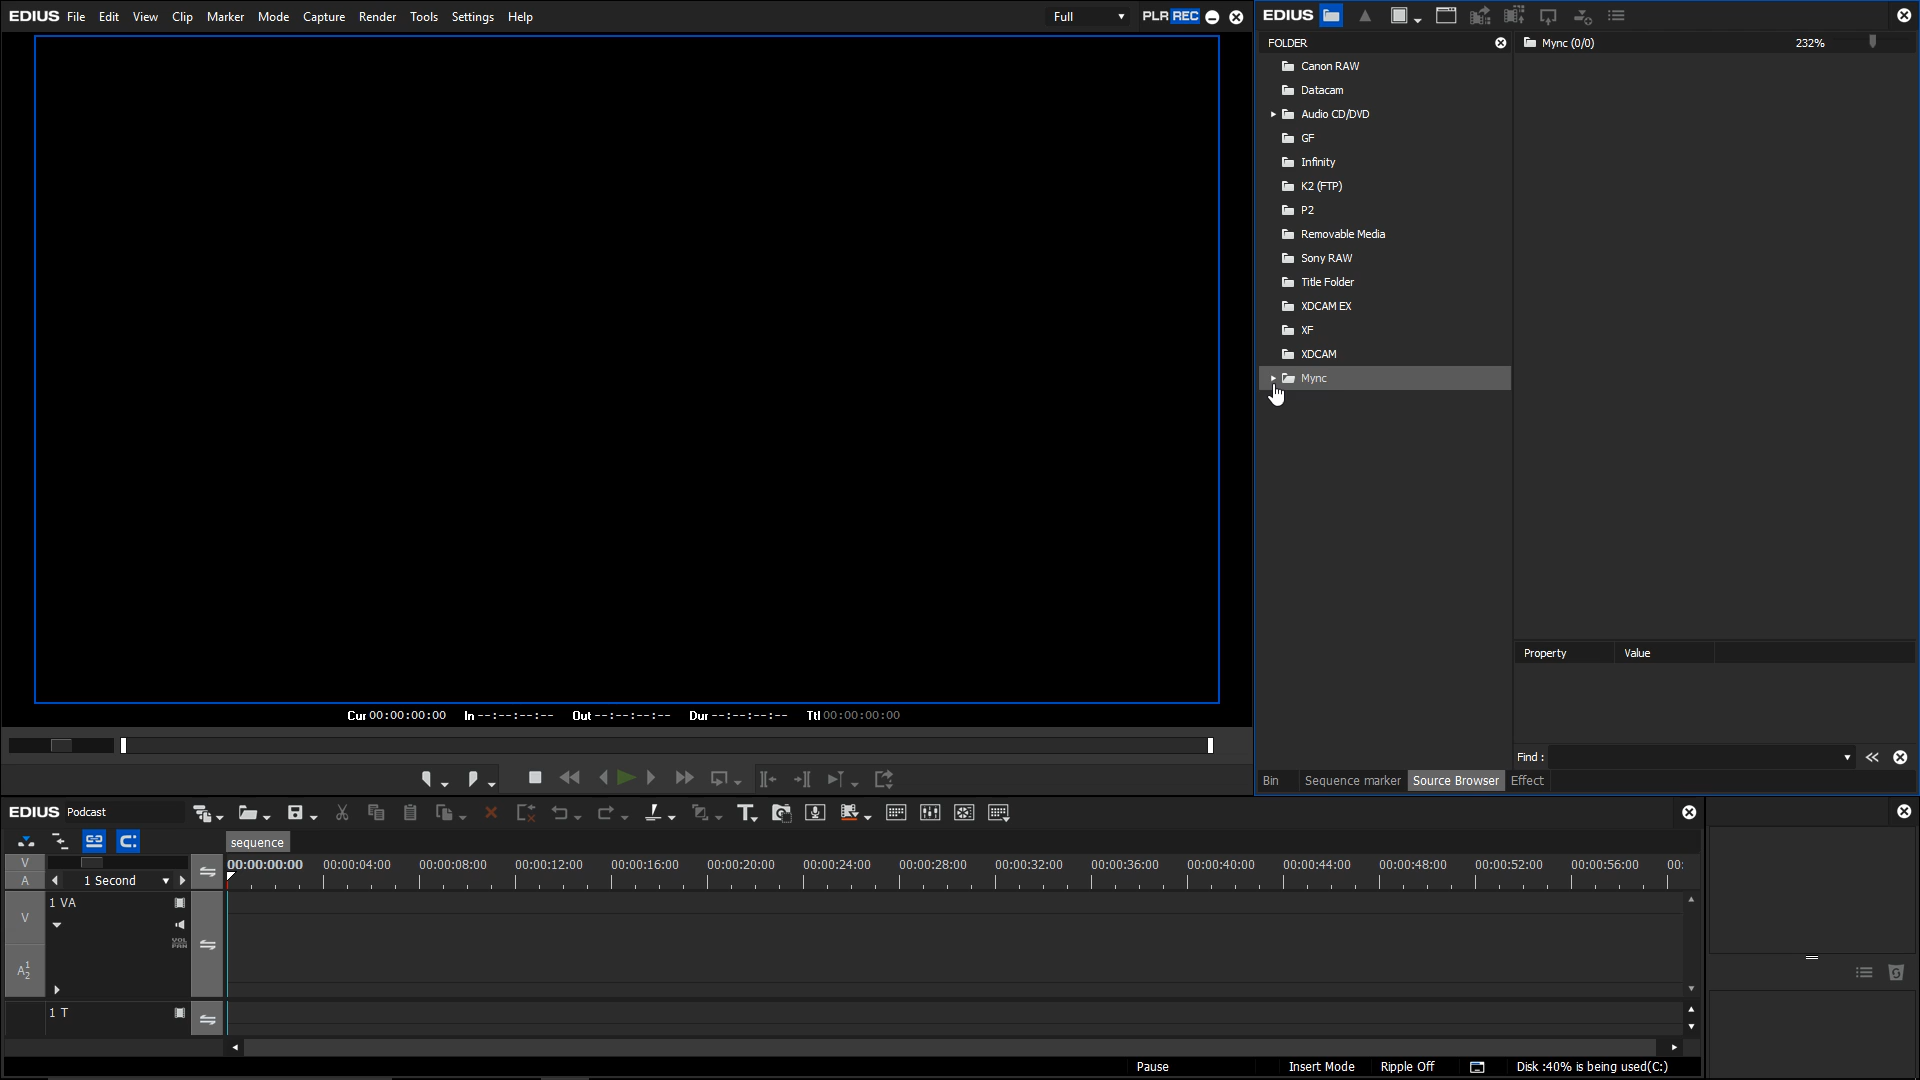 EDIUS File Edit View Clip Marker Mode Capture Render Tools Settings Help Full PLR REC
EDIUS
FOLDER
Mync (0/0) 232%
Canon RAW
Datacam
Audio CD/DVD
GF
Infinity
K2 (FTP)
P2
Removable Media
Sony RAW
Title Folder
XDCAM EX
XF
XDCAM
Mync
Property Value
Find :
Bin Sequence marker Source Browser Effect
Cur 00:00:00:00 In --:--:--:-- Out --:--:--:-- Dur --:--:--:-- Ttl 00:00:00:00
EDIUS Podcast
sequence
V 00:00:00:00 00:00:04:00 00:00:08:00 00:00:12:00 00:00:16:00 00:00:20:00 00:00:24:00 00:00:28:00 00:00:32:00 00:00:36:00 00:00:40:00 00:00:44:00 00:00:48:00 00:00:52:00 00:00:56:00 00:
A 1 Second
1 VA
V
VOL
PAN
A12
1 T
Pause Insert Mode Ripple Off Disk :40% is being used(C:)